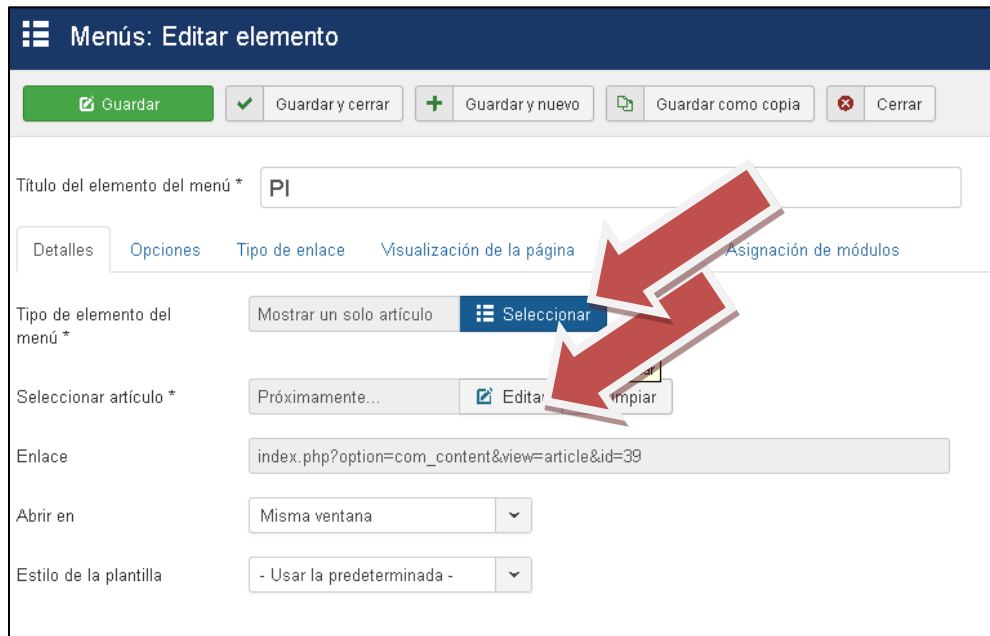 Menús: Editar elemento
Guardar
Guardar y cerrar
Guardar y nuevo
Guardar como copia
Cerrar
Título del elemento del menú *
PI
Detalles
Opciones
Tipo de enlace
Visualización de la página
Asignación de módulos
Tipo de elemento del
menú *
Mostrar un solo artículo
Seleccionar
Seleccionar artículo *
Próximamente...
Enlace
index.php?option=com_content&view=article&id=39
Abrir en
Misma ventana
Estilo de la plantilla
- Usar la predeterminada -